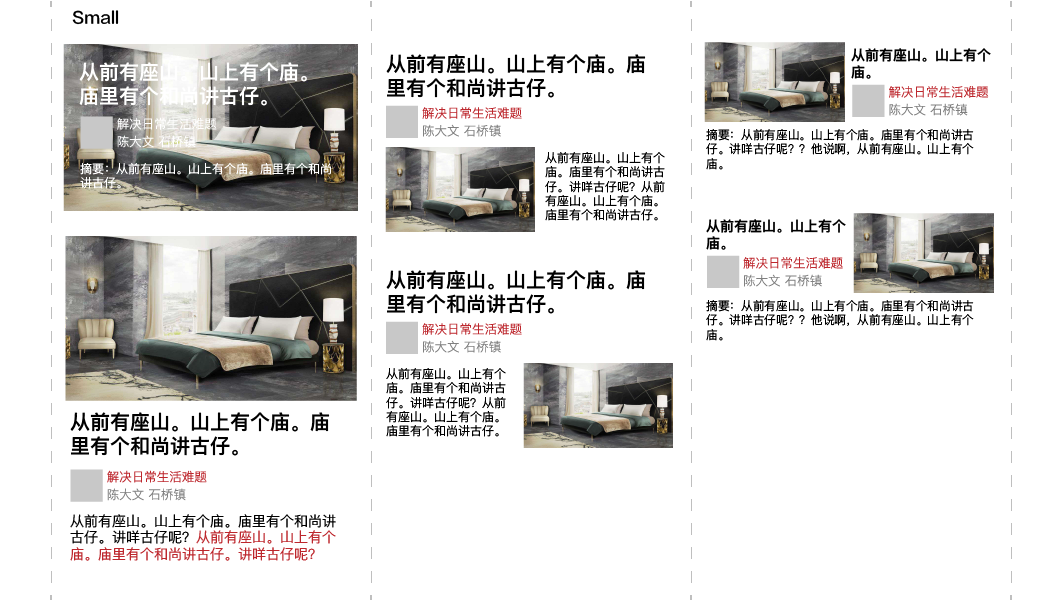 Small
从前有座山。山上有个庙。
庙里有个和尚讲古仔。
解决日常生活难题
陈大文 石桥镇
摘要：从前有座山。山上有个庙。庙里有个和尚
讲古仔。
从前有座山。山上有个庙。庙
里有个和尚讲古仔。
解决日常生活难题
陈大文 石桥镇
从前有座山。山上有个庙。庙里有个和尚讲
古仔。讲咩古仔呢？从前有座山。山上有个
庙。庙里有个和尚讲古仔。讲咩古仔呢?
从前有座山。山上有个庙。庙
里有个和尚讲古仔。
解决日常生活难题
陈大文 石桥镇
从前有座山。山上有个
庙。庙里有个和尚讲古
仔。讲咩古仔呢？从前
有座山。山上有个庙。
庙里有个和尚讲古仔。
从前有座山。山上有个庙。庙
里有个和尚讲古仔。
解决日常生活难题
陈大文 石桥镇
从前有座山。山上有个
庙。庙里有个和尚讲古
仔。讲咩古仔呢？从前
有座山。山上有个庙。
庙里有个和尚讲古仔。
从前有座山。山上有个
庙。
解决日常生活难题
陈大文 石桥镇
摘要：从前有座山。山上有个庙。庙里有个和尚讲古
仔。讲咩古仔呢？？他说啊，从前有座山。山上有个
庙。
从前有座山。山上有个
庙。
解决日常生活难题
陈大文 石桥镇
摘要：从前有座山。山上有个庙。庙里有个和尚讲古
仔。讲咩古仔呢？？他说啊，从前有座山。山上有个
庙。